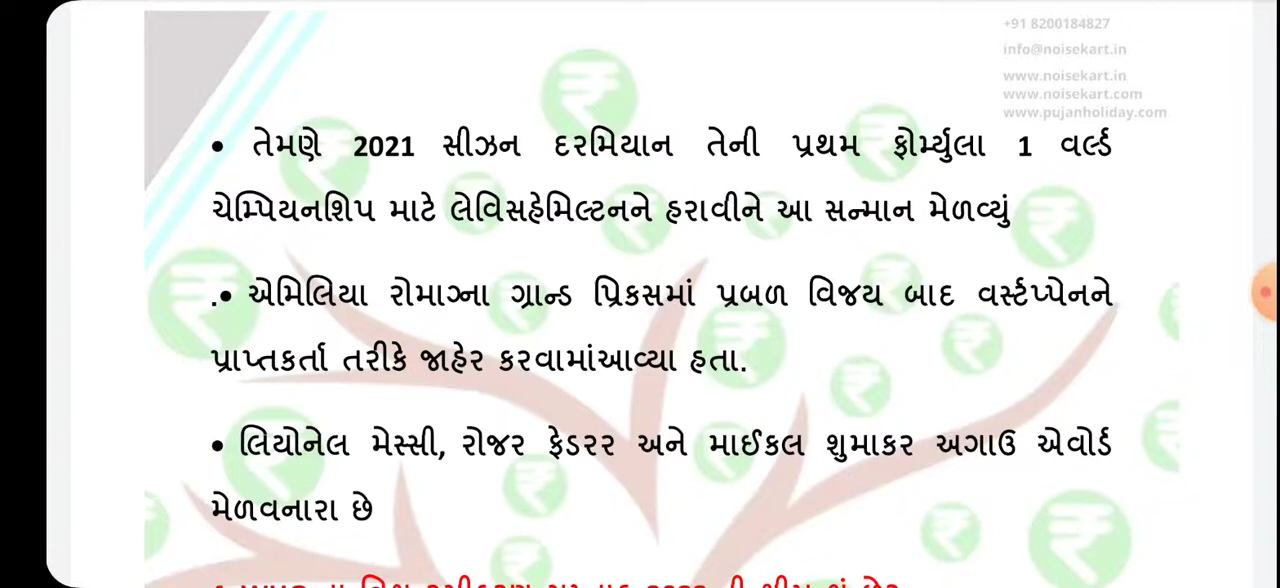 +91 8200184827
info@noisekart.in
www.noisekart.in
www.noisekart.com
www.pujanholiday.com
• તેમણે 2021 સીઝન દરમિયાન તેની પ્રથમ ફોર્મ્યુલા 1 વર્લ્ડ
ચેમ્પિયનશિપ માટે લેવિસહેમિલ્ટનને હરાવીને આ સન્માન મેળવ્યું
.• એમિલિયા રોમાગ્ના ગ્રાન્ડ પ્રિકસમાં પ્રબળ વિજય બાદ વર્સ્ટપ્પેનને
પ્રાપ્તકર્તા તરીકે જાહેર કરવામાંઆવ્યા હતા.
• લિયોનેલ મેસ્સી, રોજર ફેડરર અને માઈકલ શુમાકર અગાઉ એવોર્ડ
મેળવનારા છે